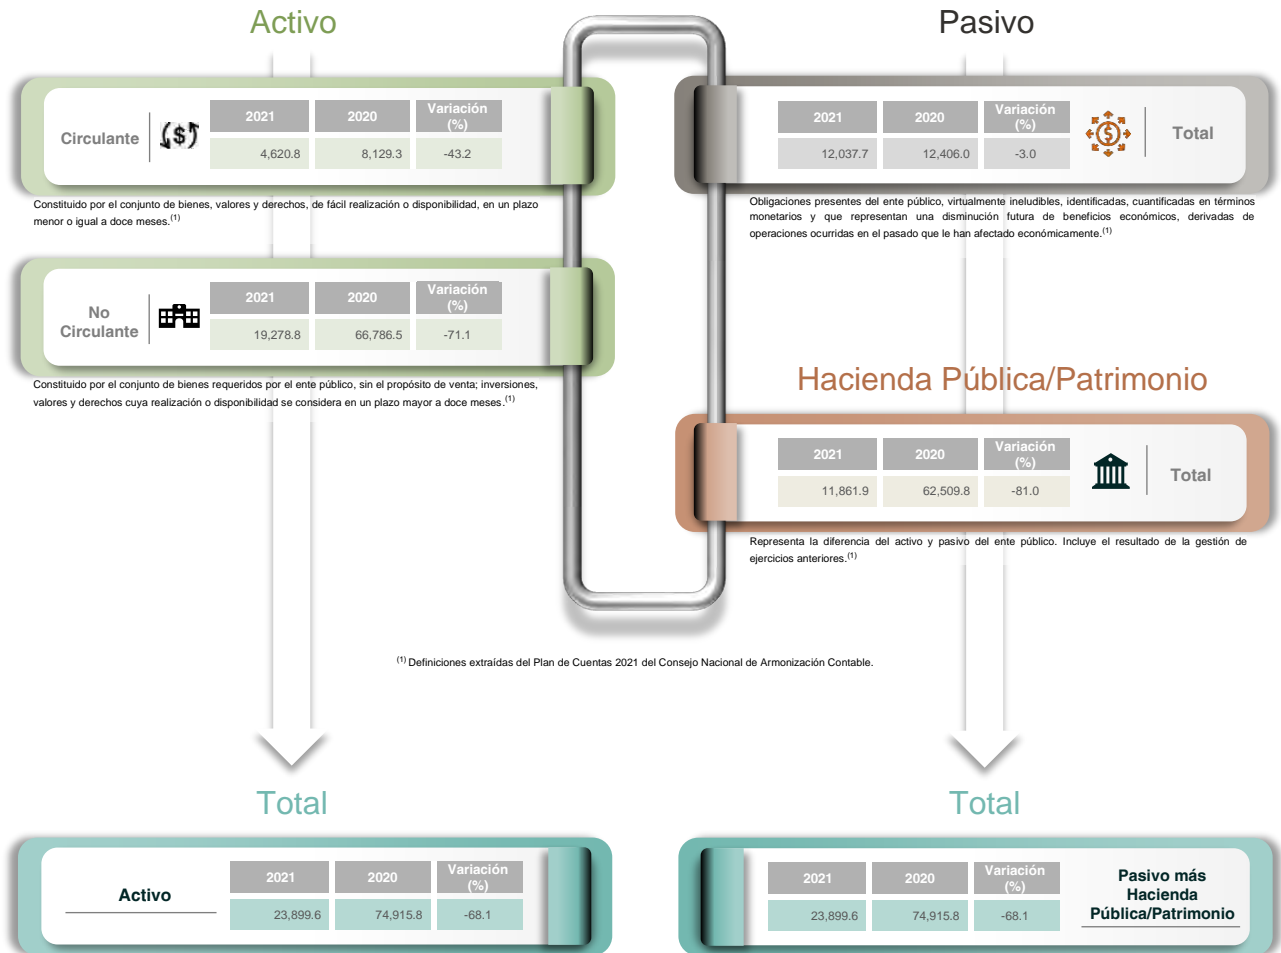 Activo
Circulante
($)
2021 2020 Variación
(%)
4,620.8 8,129.3 -43.2
Constituido por el conjunto de bienes, valores y derechos, de fácil realización o disponibilidad, en un plazo
menor o igual a doce meses.(1)
No
Circulante
2021 2020 Variación
(%)
19,278.8 66,786.5 -71.1
Constituido por el conjunto de bienes requeridos por el ente público, sin el propósito de venta; inversiones,
valores y derechos cuya realización o disponibilidad se considera en un plazo mayor a doce meses.(1)
Pasivo
2021 2020 Variación
(%)
12,037.7 12,406.0 -3.0
$
Total
Obligaciones presentes del ente público, virtualmente ineludibles, identificadas, cuantificadas en términos
monetarios y que representan una disminución futura de beneficios económicos, derivadas de
operaciones ocurridas en el pasado que le han afectado económicamente.(1)
Hacienda Pública/Patrimonio
2021 2020 Variación
(%)
11,861.9 62,509.8 -81.0
Total
Representa la diferencia del activo y pasivo del ente público. Incluye el resultado de la gestión de
ejercicios anteriores.(1)
(1) Definiciones extraídas del Plan de Cuentas 2021 del Consejo Nacional de Armonización Contable.
Total
Activo
2021 2020 Variación
(%)
23,899.6 74,915.8 -68.1
Total
2021 2020 Variación
(%)
23,899.6 74,915.8 -68.1
Pasivo más
Hacienda
Pública/Patrimonio